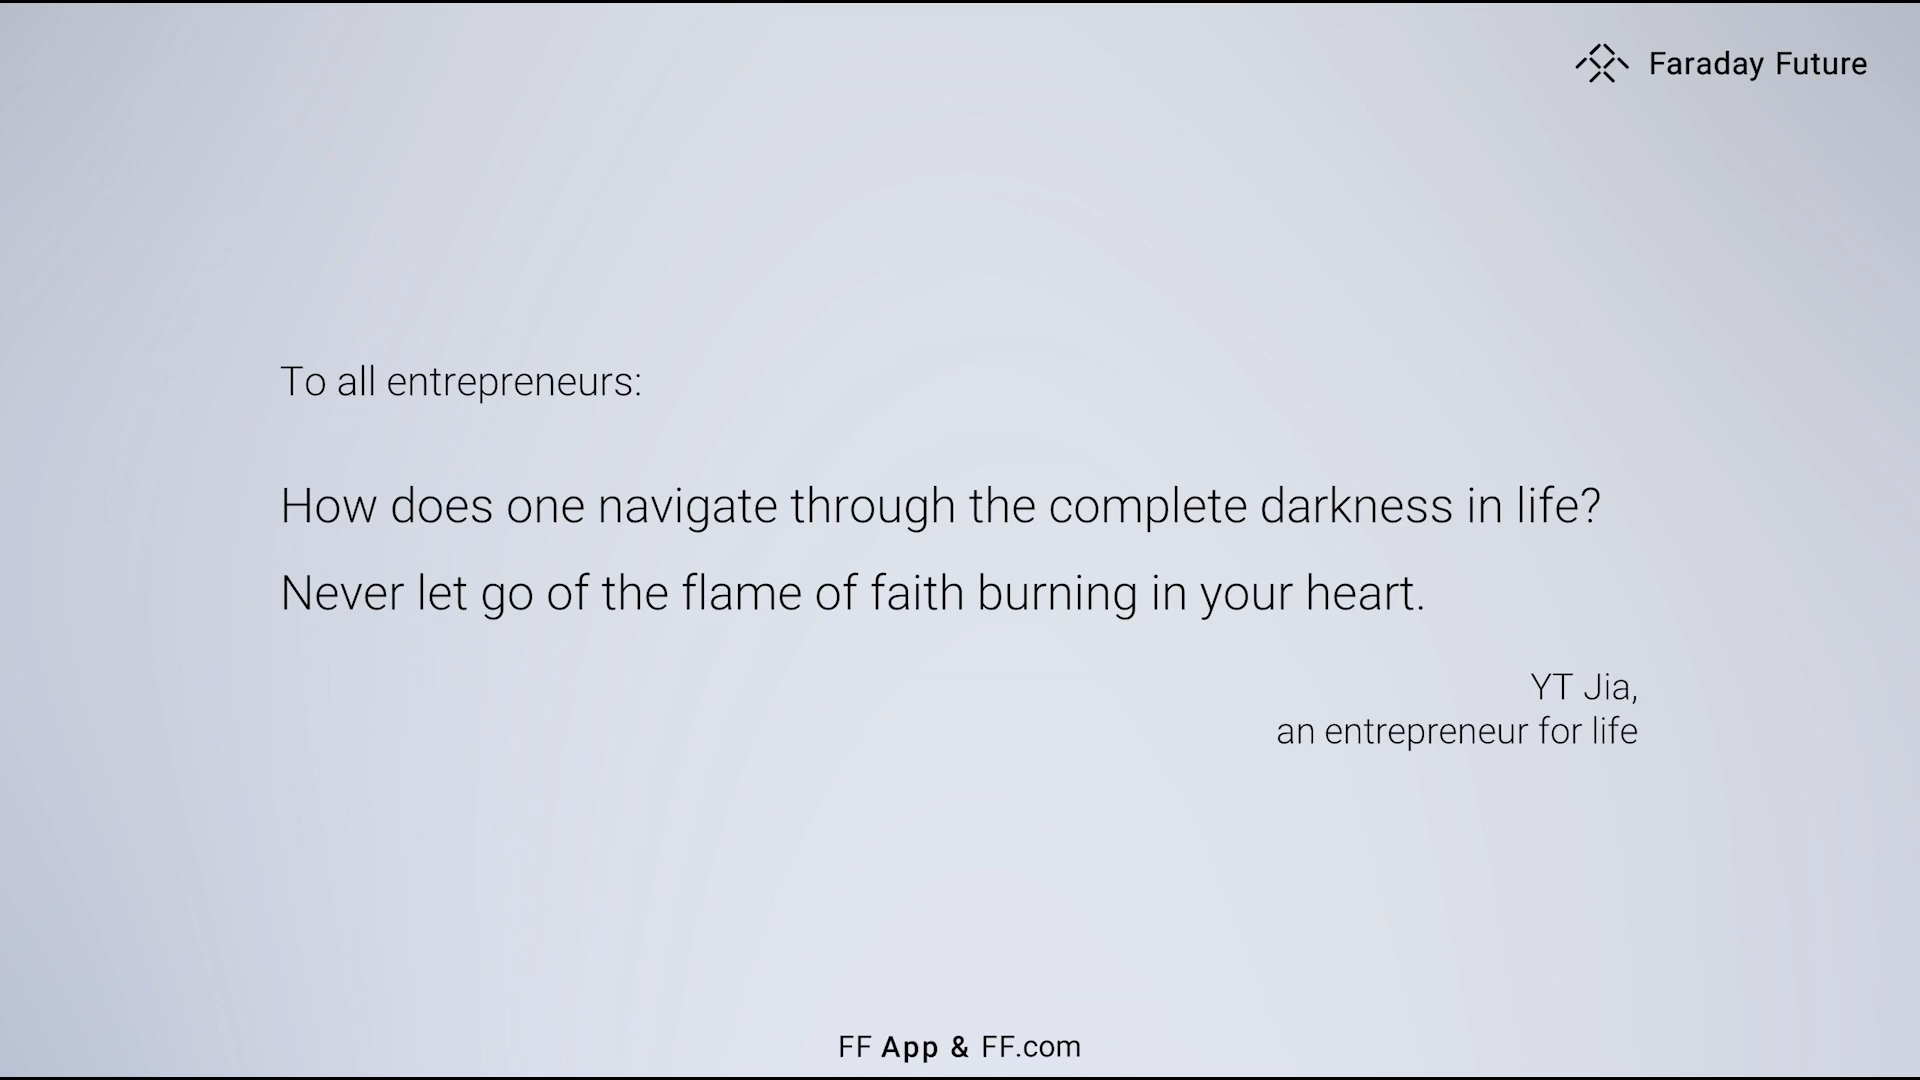 Faraday Future
To all entrepreneurs:
How does one navigate through the complete darkness in life?
Never let go of the flame of faith burning in your heart.
YT Jia,
an entrepreneur for life
FF App & FF.com